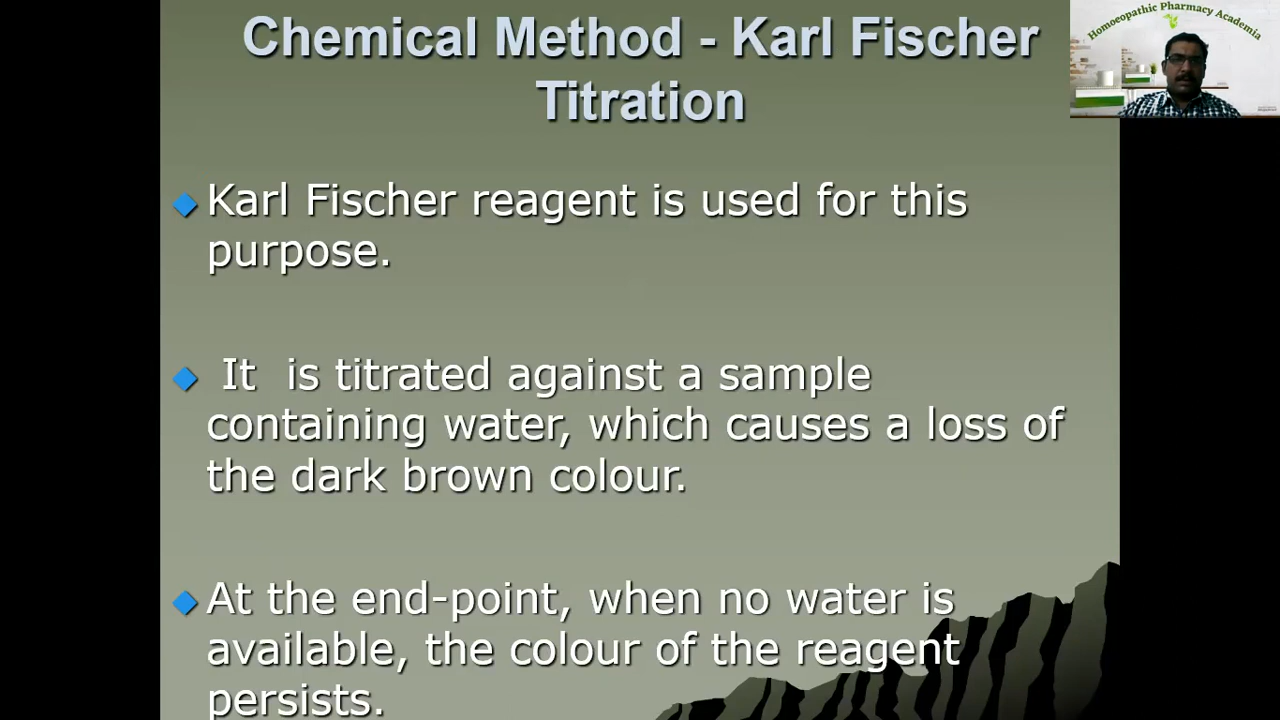 Chemical Method - Karl Fischer
Titration
Homoeopathic Pharmacy Academia
Karl Fischer reagent is used for this
purpose.
It is titrated against a sample
containing water, which causes a loss of
the dark brown colour.
At the end-point, when no water is
available, the colour of the reagent
persists.